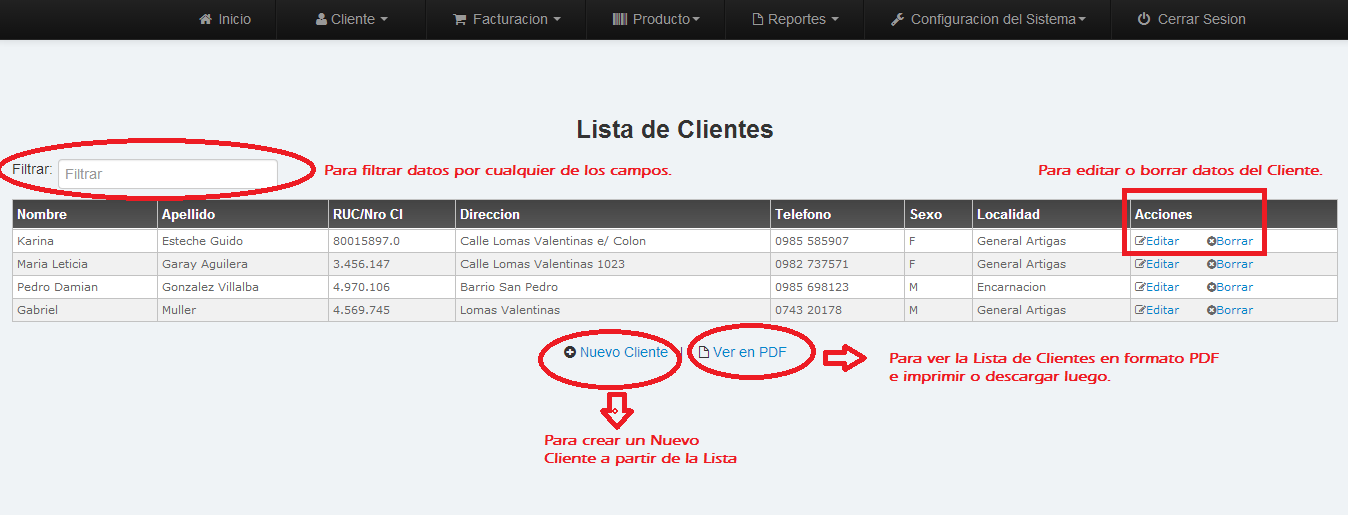 Inicio Cliente Facturacion Producto Reportes Configuracion del Sistema Cerrar Sesion
Lista de Clientes
Filtrar: Filtrar Para filtrar datos por cualquier de los campos. Para editar o borrar datos del Cliente.
Nombre Apellido RUC/Nro CI Direccion Telefono Sexo Localidad Acciones
Karina Esteche Guido 80015897.0 Calle Lomas Valentinas e/ Colon 0985 585907 F General Artigas Editar Borrar
Maria Leticia Garay Aguilera 3.456.147 Calle Lomas Valentinas 1023 0982 737571 F General Artigas Editar Borrar
Pedro Damian Gonzalez Villalba 4.970.106 Barrio San Pedro 0985 698123 M Encarnacion Editar Borrar
Gabriel Muller 4.569.745 Lomas Valentinas 0743 20178 M General Artigas Editar Borrar
Nuevo Cliente | Ver en PDF
Para ver la Lista de Clientes en formato PDF
e imprimir o descargar luego.
Para crear un Nuevo
Cliente a partir de la Lista